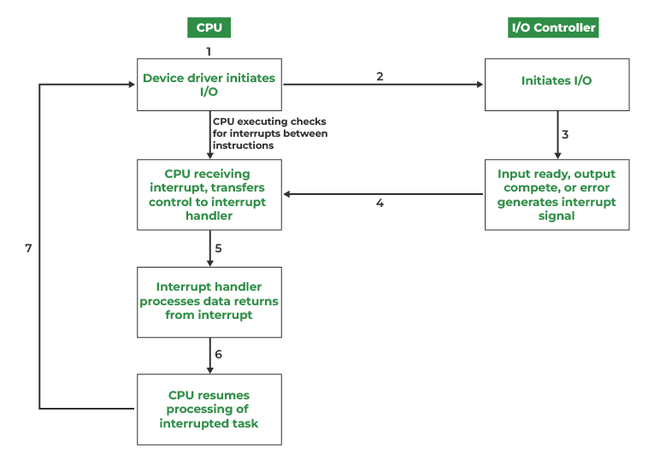 CPU
I/O Controller
1
Device driver initiates
I/O
2
Initiates I/O
CPU executing checks
for interrupts between
instructions
3
CPU receiving
interrupt, transfers
control to interrupt
handler
4
Input ready, output
compete, or error
generates interrupt
signal
5
7
Interrupt handler
processes data returns
from interrupt
6
CPU resumes
processing of
interrupted task